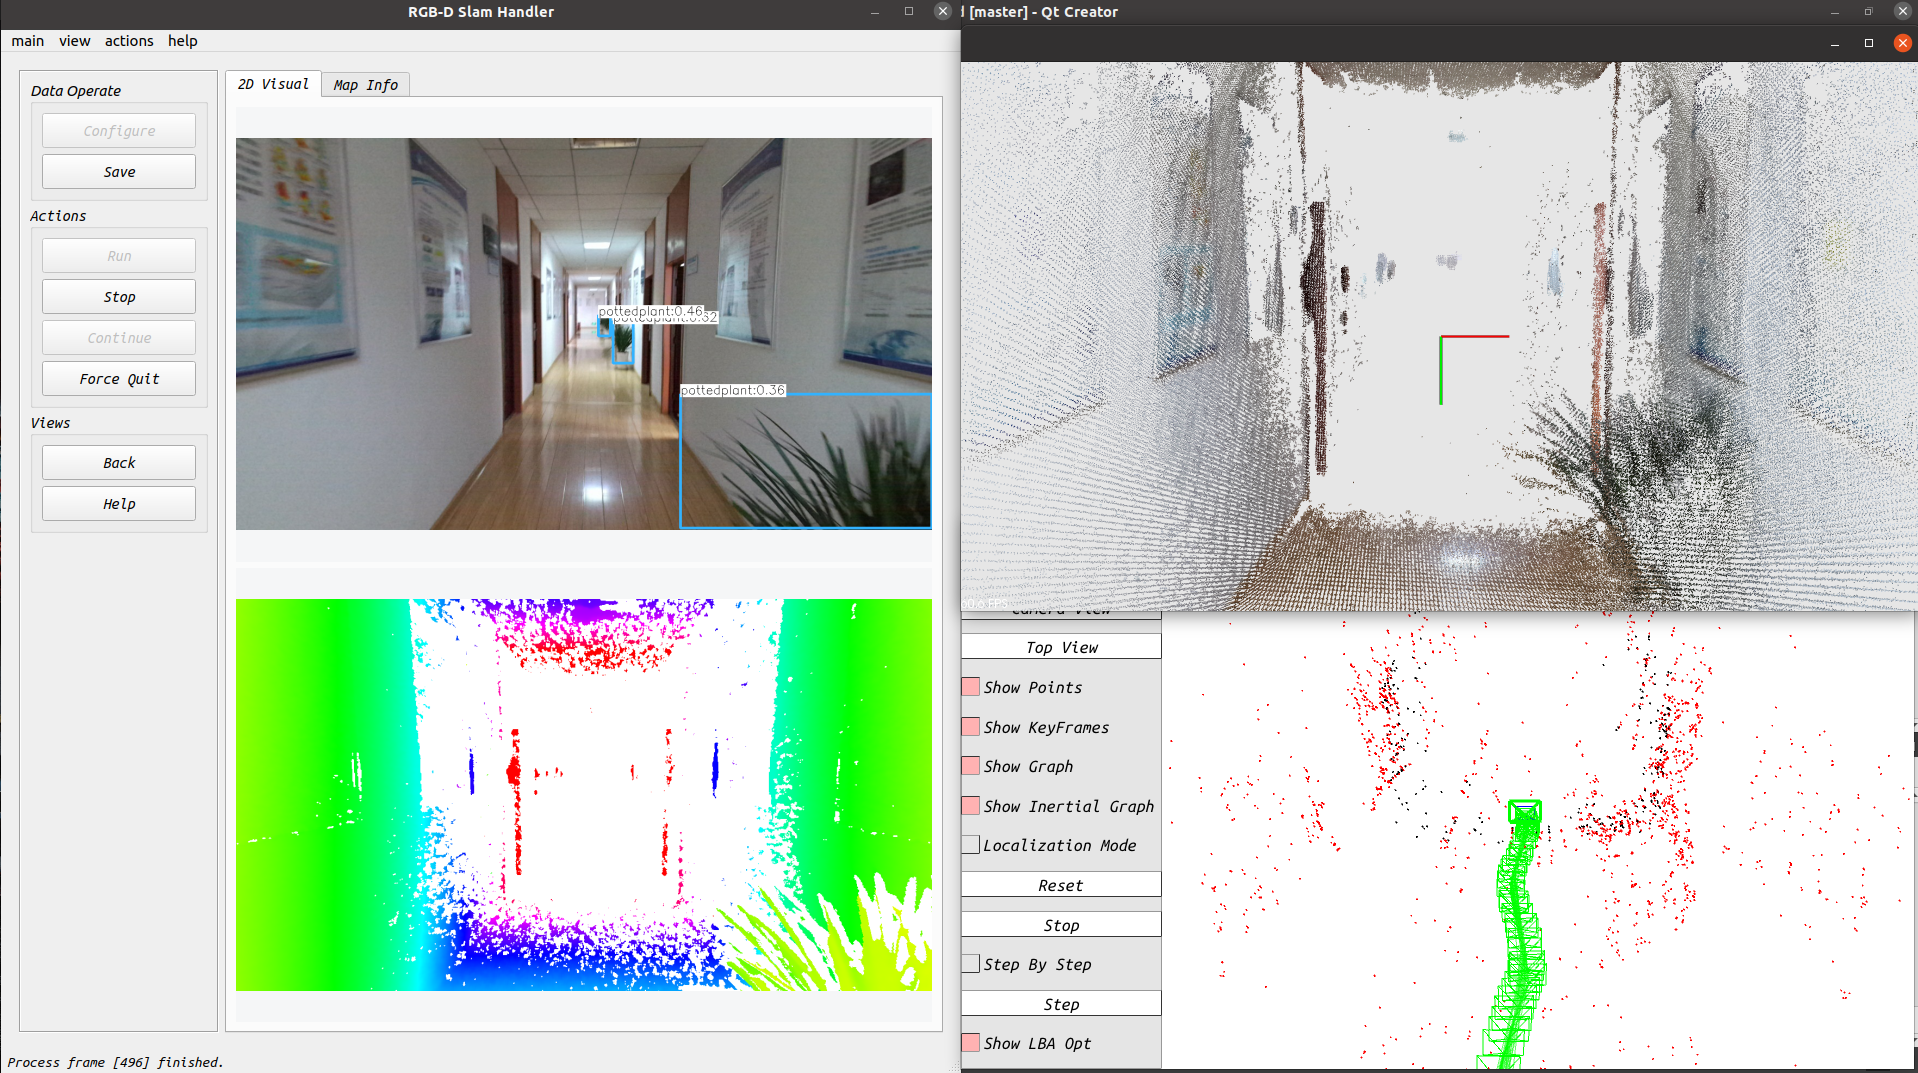 RGB-D Slam Handler
main view actions help
Data Operate
Configure
Save
Actions
Run
Stop
Continue
Force Quit
Views
Back
Help
2D Visual
Map Info
pottedplant:0.46
pottedplant:0.36
Process frame [496] finished.
[master] - Qt Creator
FPS
Camera View
Top View
Show Points
Show KeyFrames
Show Graph
Show Inertial Graph
Localization Mode
Reset
Stop
Step By Step
Step
Show LBA Opt